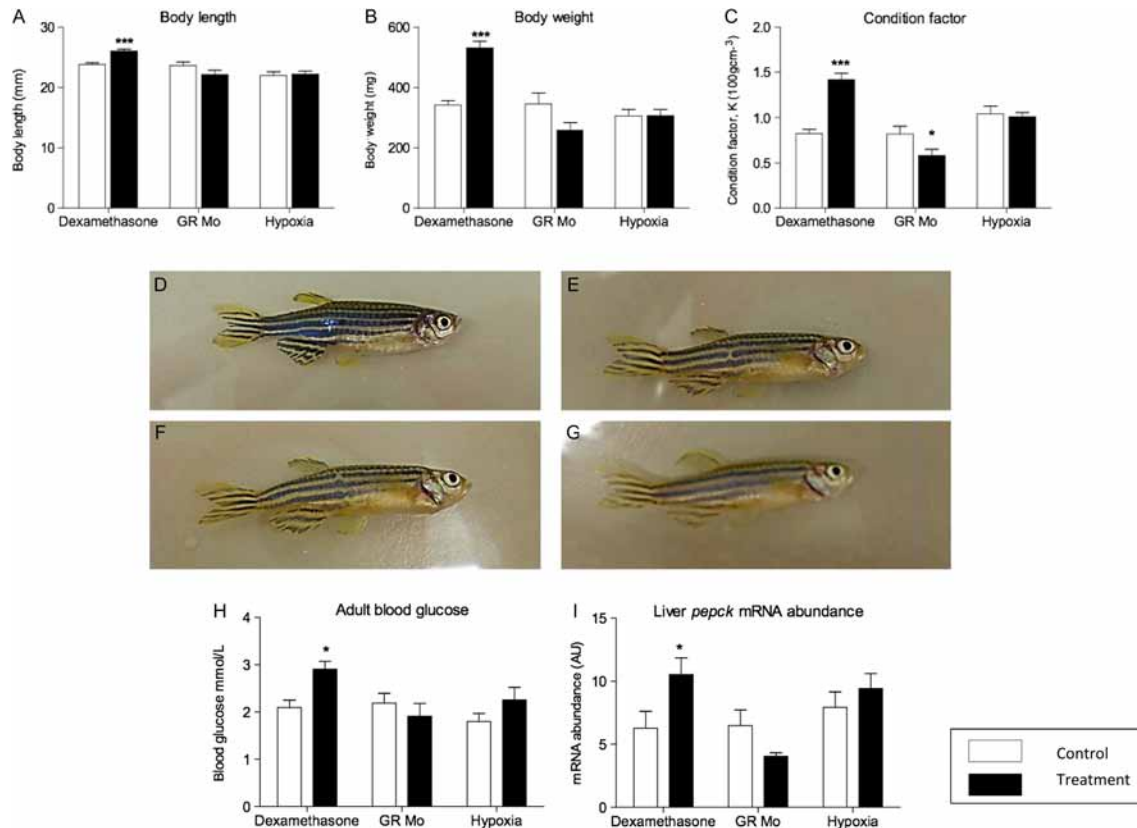 A
Body length
Body length (mm)
30
20
10
0
***
Dexamethasone
GR Mo
Hypoxia
B
Body weight
Body weight (mg)
600
400
200
0
***
Dexamethasone
GR Mo
Hypoxia
C
Condition factor
Condition factor, K (100gcm-³)
2.0
1.5
1.0
0.5
0.0
***
*
Dexamethasone
GR Mo
Hypoxia
D
E
F
G
H
Adult blood glucose
Blood glucose mmol/L
4
3
2
1
0
*
Dexamethasone
GR Mo
Hypoxia
I
Liver pepck mRNA abundance
mRNA abundance (AU)
15
10
5
0
*
Dexamethasone
GR Mo
Hypoxia
Control
Treatment